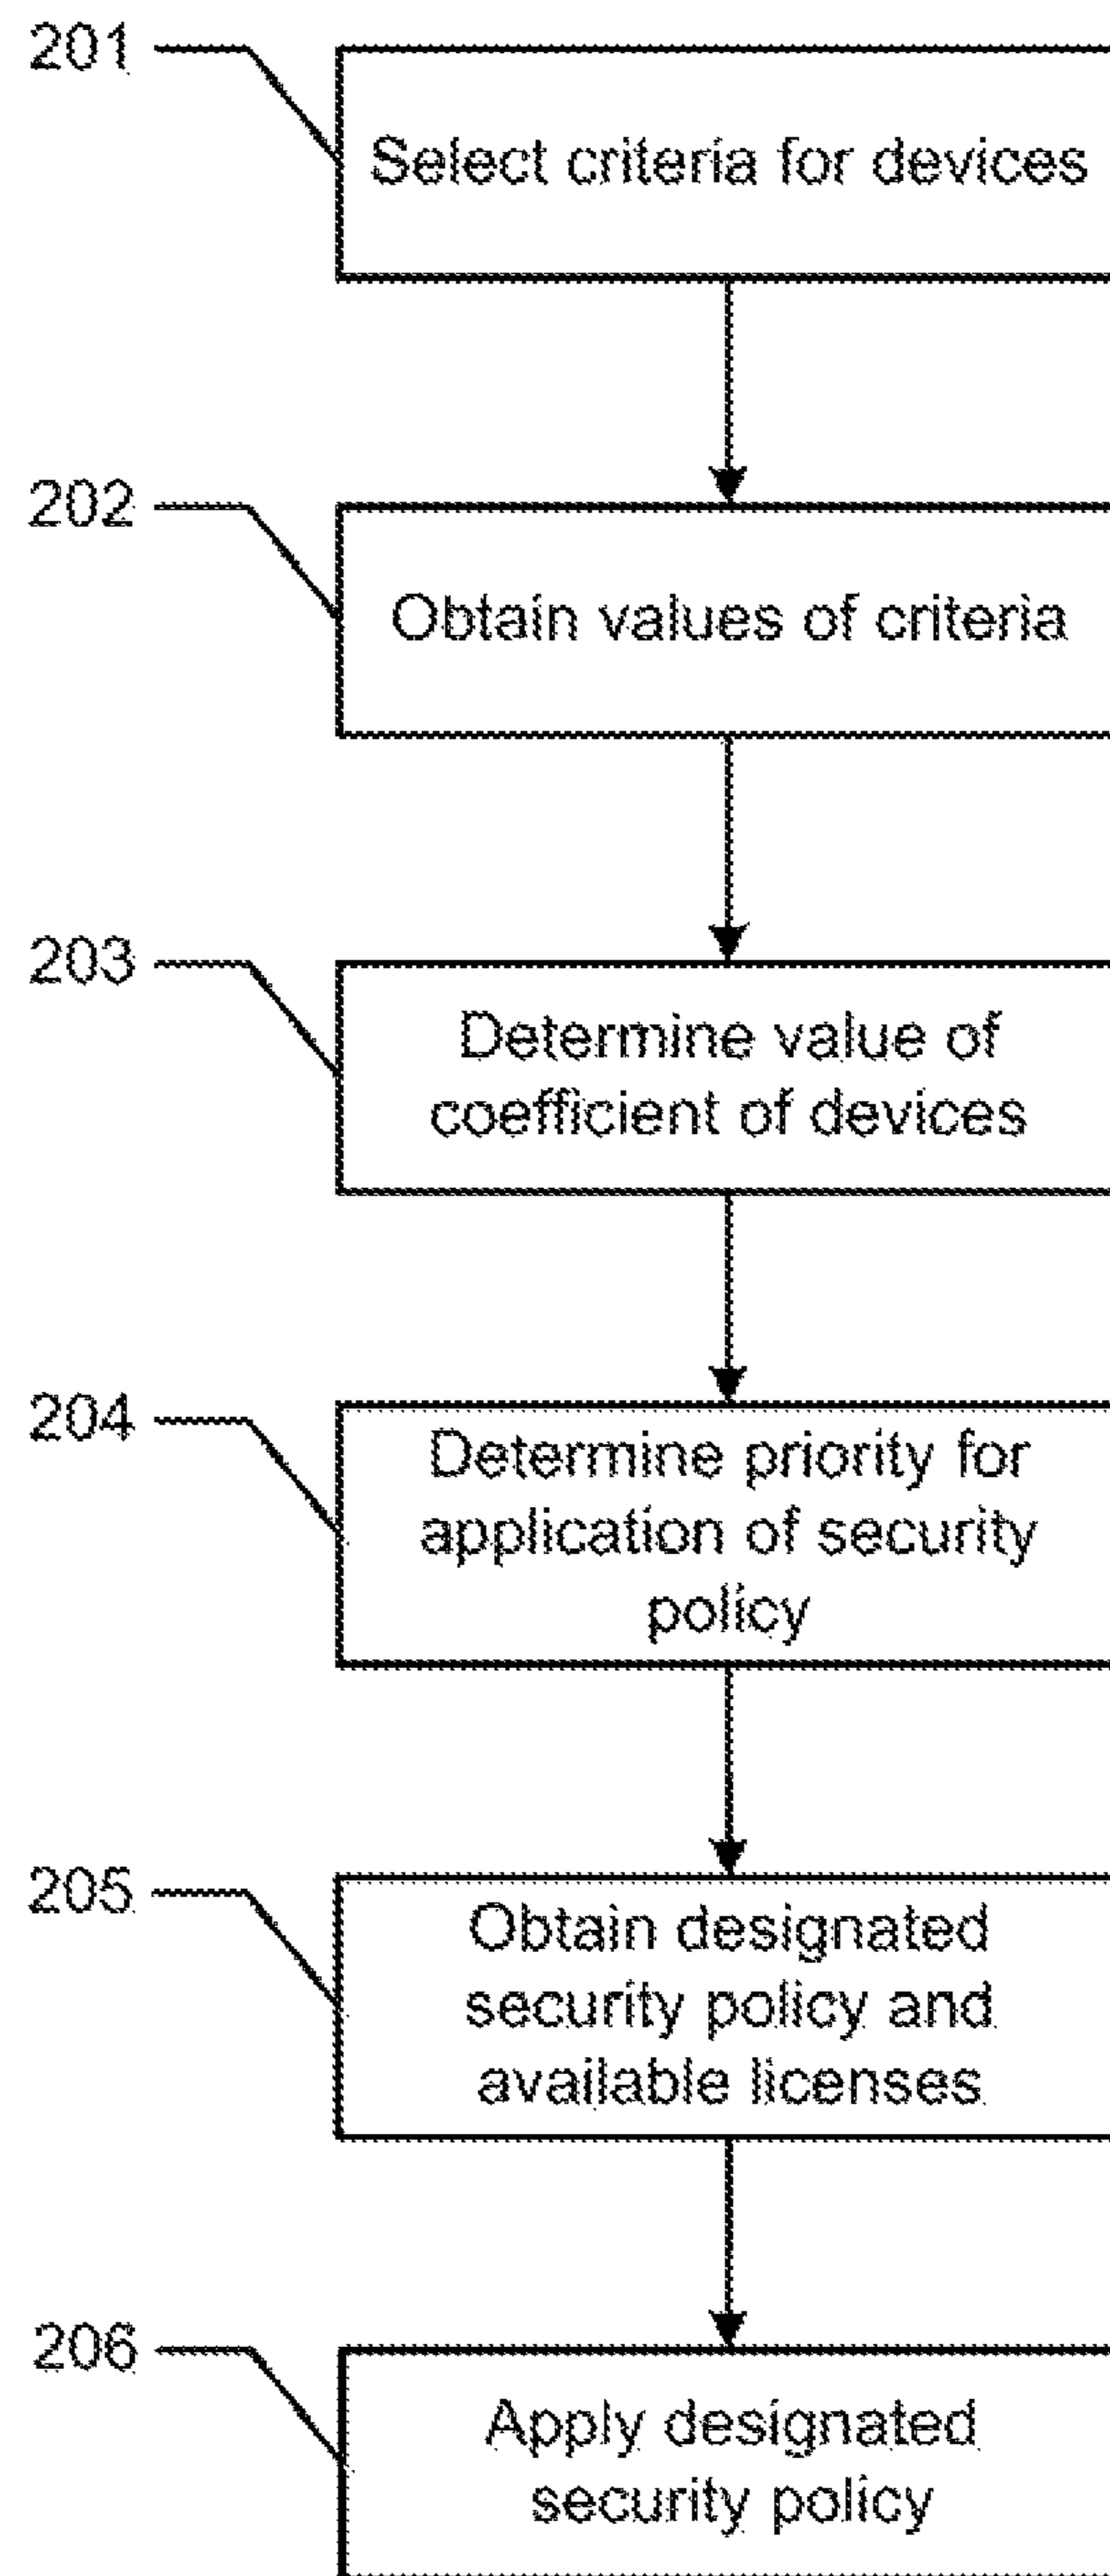 201
Select criteria for devices
202
Obtain values of criteria
203
Determine value of
coefficient of devices
204
Determine priority for
application of security
policy
205
Obtain designated
security policy and
available licenses
206
Apply designated
security policy